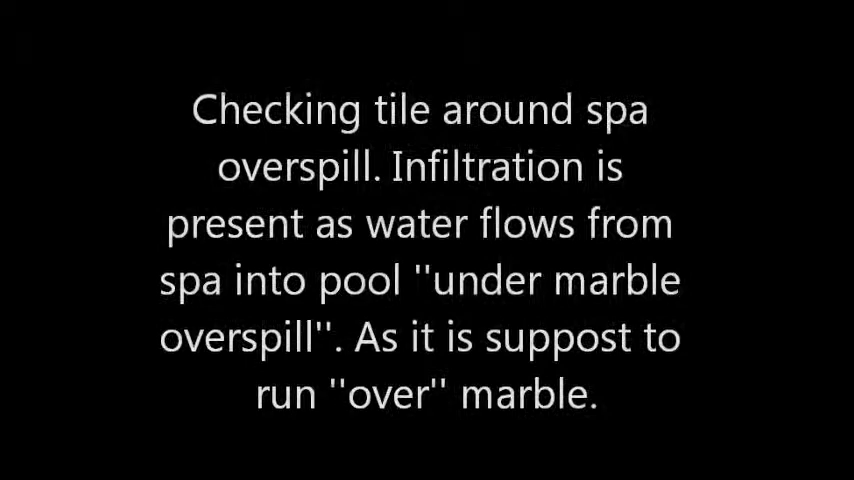 Checking tile around spa
overspill. Infiltration is
present as water flows from
spa into pool "under marble
overspill". As it is suppost to
run "over" marble.